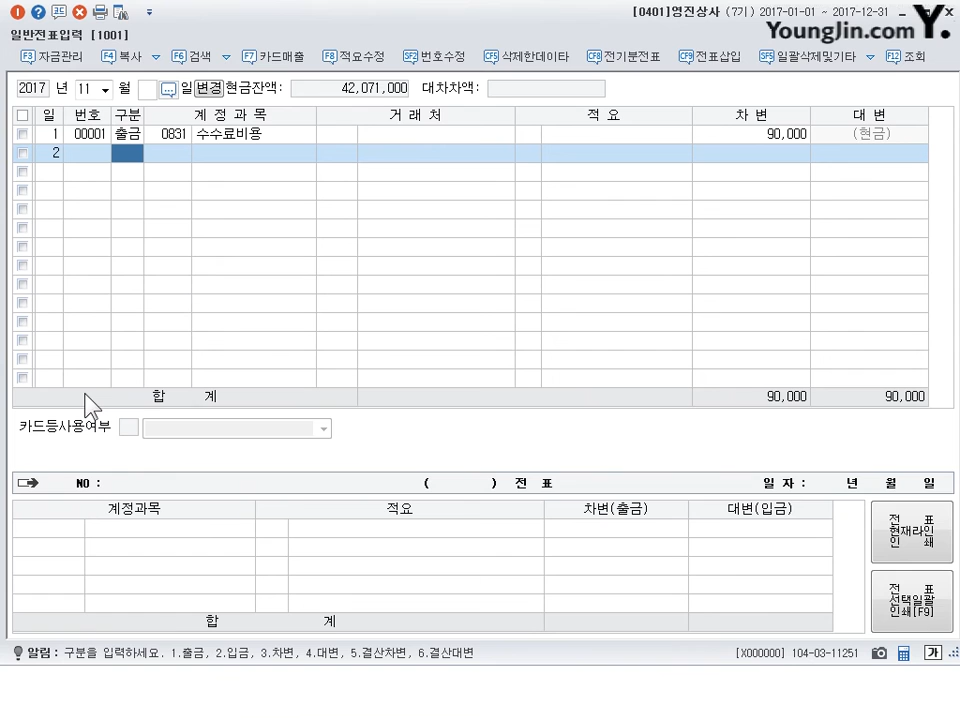 [0401]영진상사 (7기) 2017-01-01 ~ 2017-12-31
YoungJin.com Y.
일반전표입력 [1001]
F3 자금관리 F4 복사 F6 검색 F7 카드매출 F8 적요수정 SF2 번호수정 CF5 삭제한데이타 CF8 전기분전표 CF9 전표삽입 SF5 일괄삭제및기타 F12 조회
2017 년 11 월 일 변경 현금잔액: 42,071,000 대차차액:
일 번호 구분 계 정 과 목 거 래 처 적 요 차 변 대 변
1 00001 출금 0831 수수료비용 90,000 (현금)
2
합 계 90,000 90,000
카드등사용여부
NO : ( ) 전 표 일 자 : 년 월 일
계정과목 적요 차변(출금) 대변(입금)
합 계
전 표
현재라인
인 쇄
전 표
선택일괄
인쇄[F9]
알림 : 구분을 입력하세요. 1.출금, 2.입금, 3.차변, 4.대변, 5.결산차변, 6.결산대변 [X000000] 104-03-11251 가